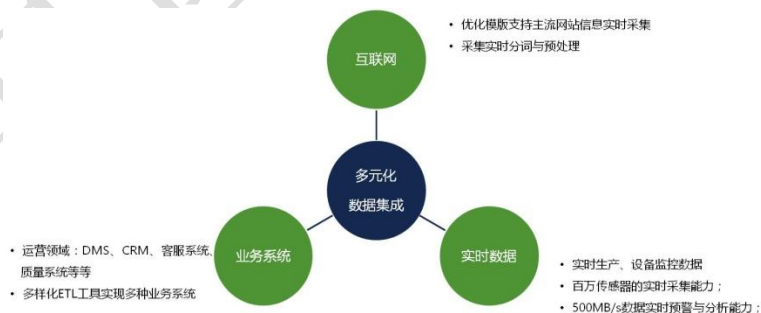 • 优化模版支持主流网站信息实时采集
• 采集实时分词与预处理
互联网
多元化
数据集成
业务系统
• 运营领域：DMS、CRM、客服系统、
质量系统等等
• 多样化ETL工具实现多种业务系统
实时数据
• 实时生产、设备监控数据
• 百万传感器的实时采集能力；
• 500MB/s数据实时预警与分析能力；